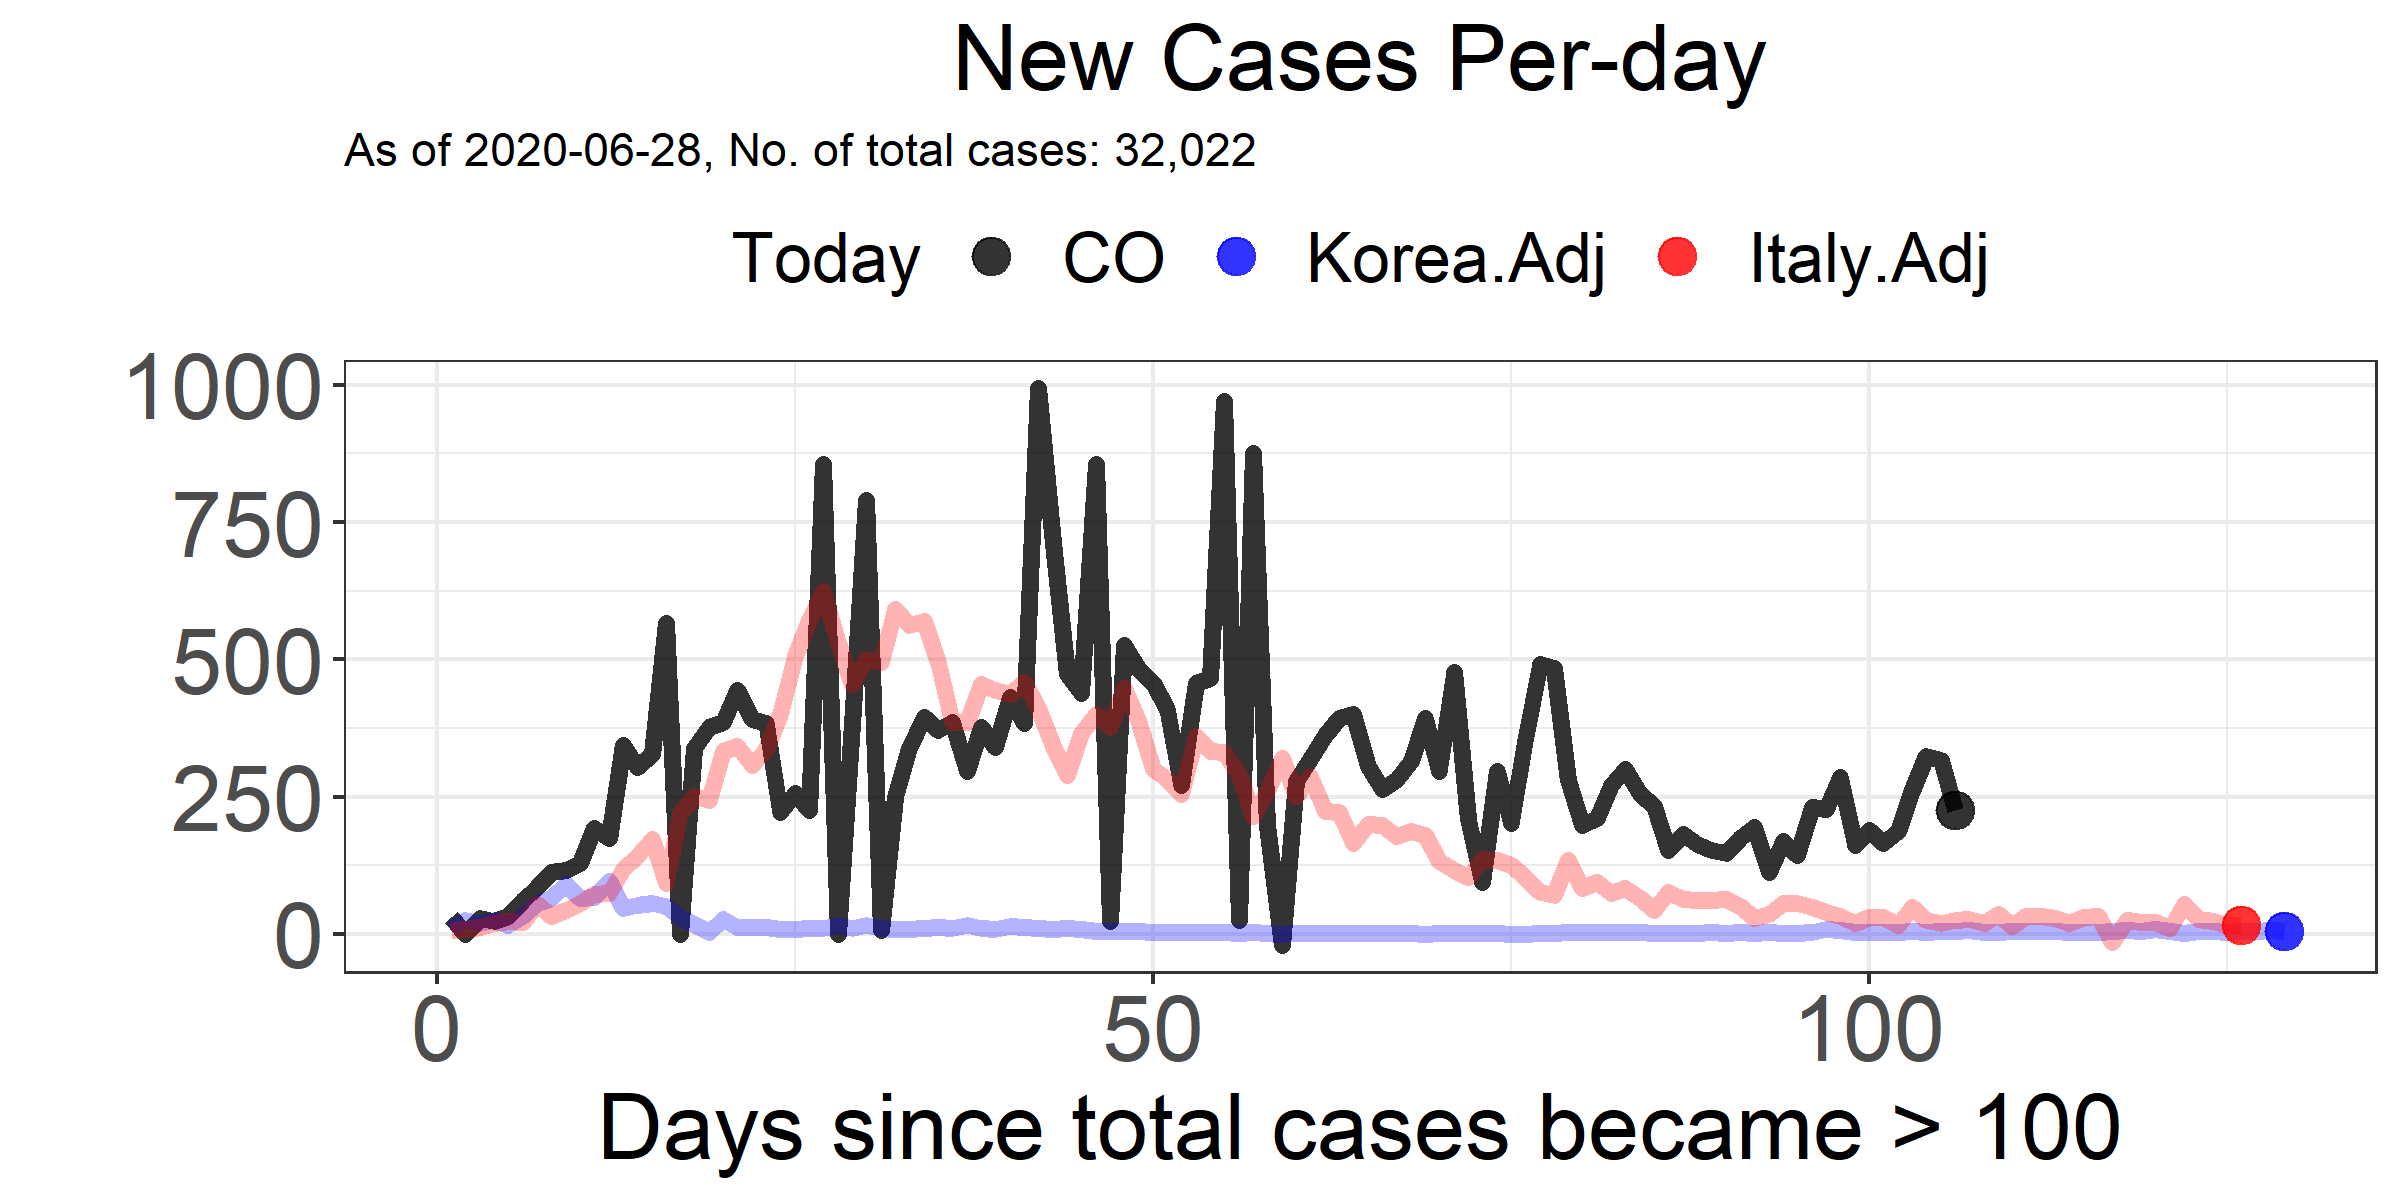 New Cases Per-day
As of 2020-06-28, No. of total cases: 32,022
Today CO Korea.Adj Italy.Adj
1000
750
500
250
0
0 50 100
Days since total cases became > 100